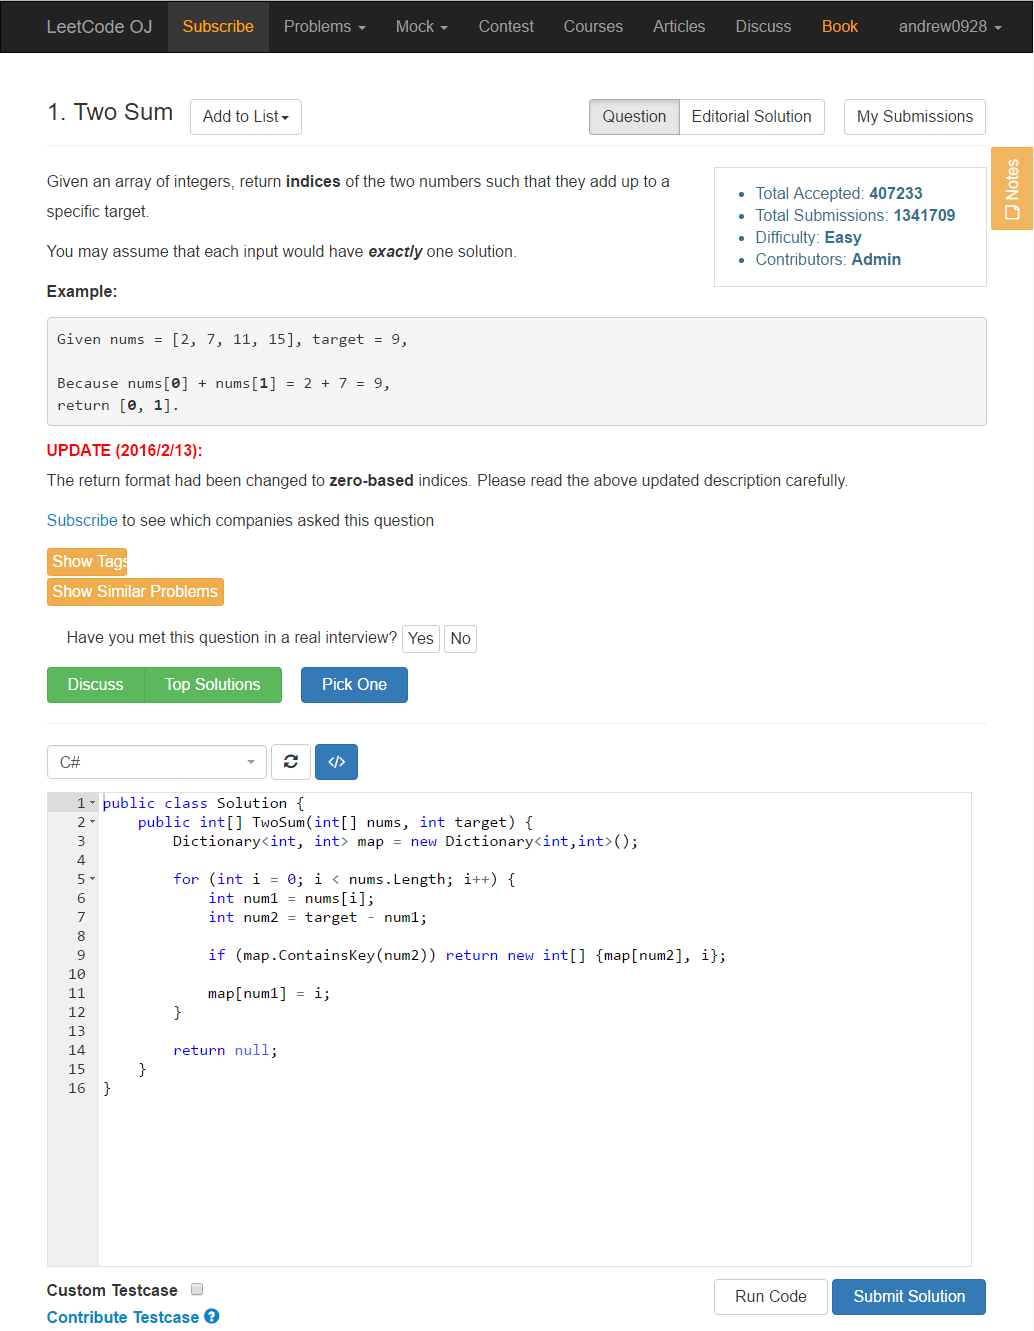 LeetCode OJ Subscribe Problems Mock Contest Courses Articles Discuss Book andrew0928
1. Two Sum Add to List Question Editorial Solution My Submissions
Notes
Given an array of integers, return indices of the two numbers such that they add up to a
specific target.
Total Accepted: 407233
Total Submissions: 1341709
Difficulty: Easy
Contributors: Admin
You may assume that each input would have exactly one solution.
Example:
Given nums = [2, 7, 11, 15], target = 9,
Because nums[0] + nums[1] = 2 + 7 = 9,
return [0, 1].
UPDATE (2016/2/13):
The return format had been changed to zero-based indices. Please read the above updated description carefully.
Subscribe to see which companies asked this question
Show Tags
Show Similar Problems
Have you met this question in a real interview? Yes No
Discuss Top Solutions Pick One
C# </>
1 public class Solution {
2     public int[] TwoSum(int[] nums, int target) {
3         Dictionary<int, int> map = new Dictionary<int,int>();
4
5         for (int i = 0; i < nums.Length; i++) {
6             int num1 = nums[i];
7             int num2 = target - num1;
8
9             if (map.ContainsKey(num2)) return new int[] {map[num2], i};
10
11             map[num1] = i;
12         }
13
14         return null;
15     }
16 }
Custom Testcase Run Code Submit Solution
Contribute Testcase ?